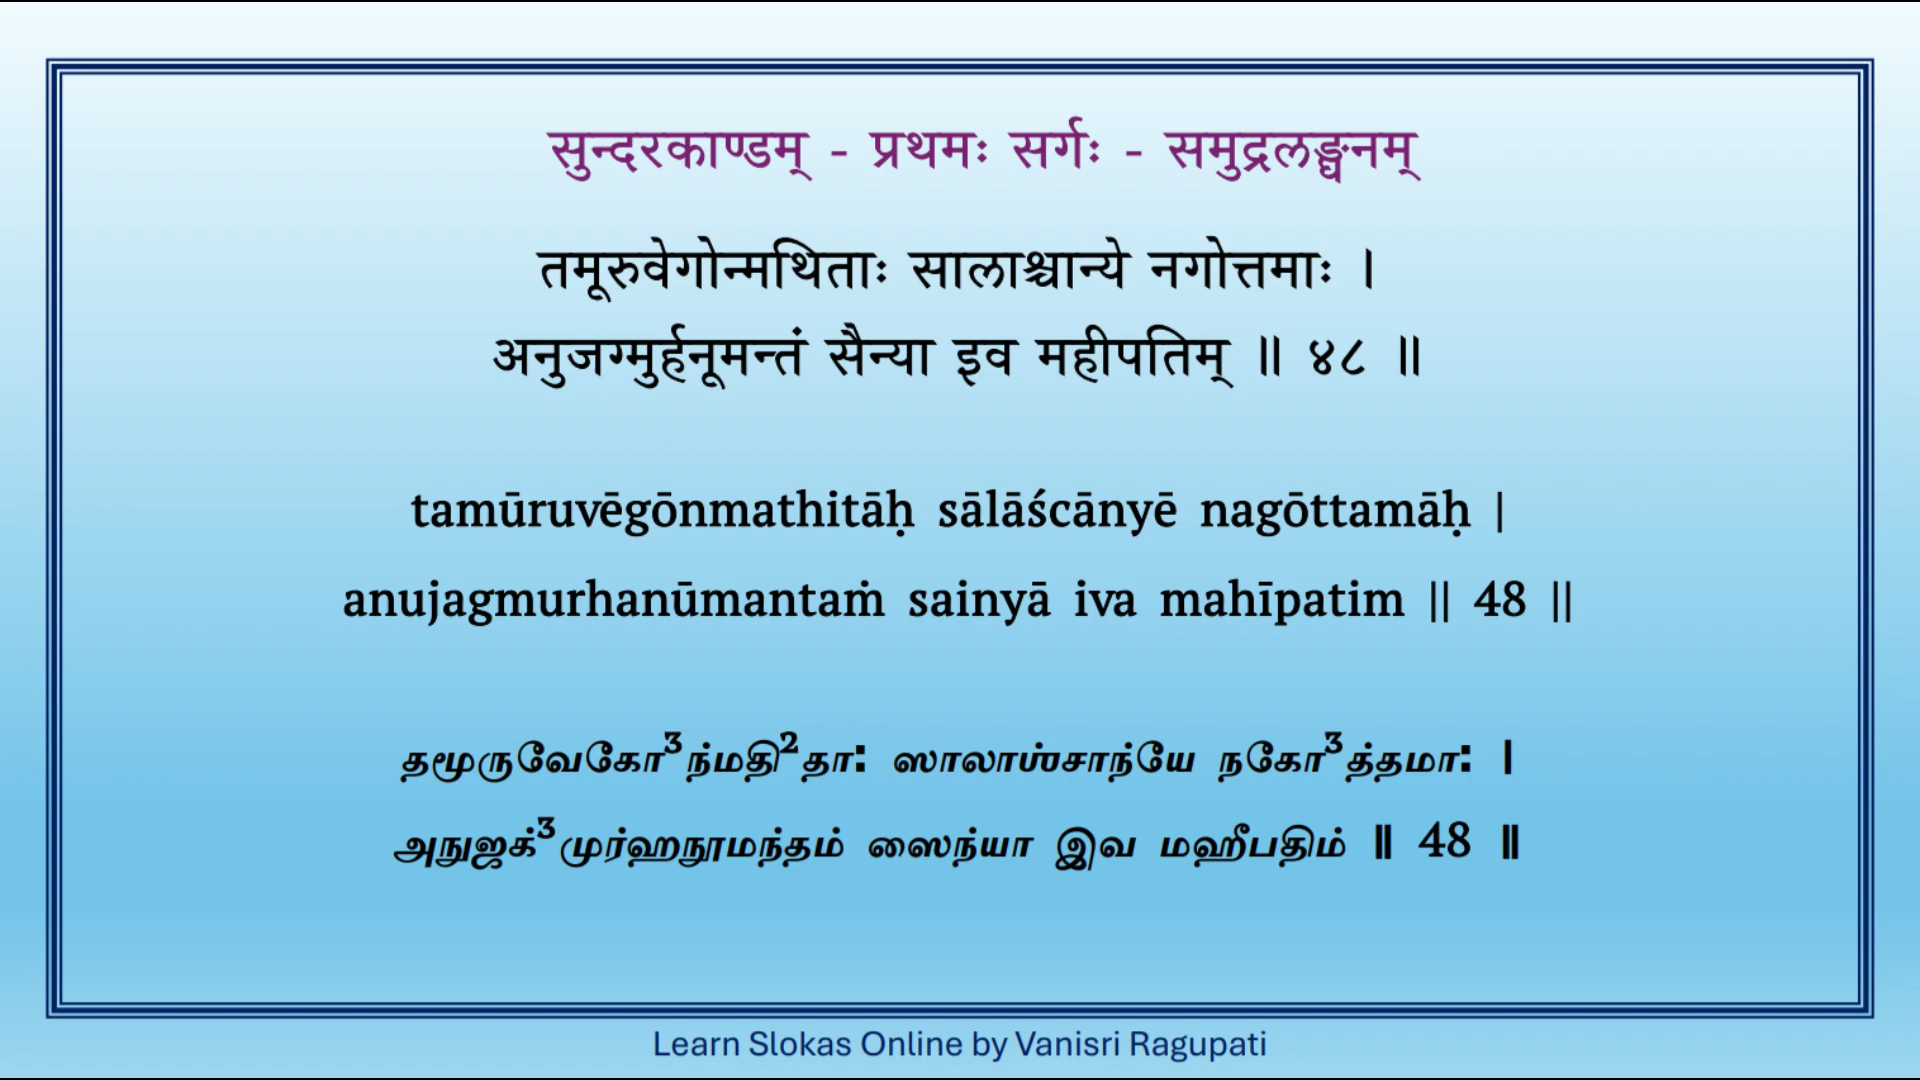 सुन्दरकाण्डम् - प्रथमः सर्गः - समुद्रलङ्घनम्
तमूरुवेगोन्मथिताः सालाश्चान्ये नगोत्तमाः ।
अनुजग्मुर्हनूमन्तं सैन्या इव महीपतिम् ॥ ४८ ॥
tamūruvēgōnmathitāḥ sālāścānyē nagōttamāḥ |
anujagmurhanūmantaṁ sainyā iva mahīpatim || 48 ||
தமூருவேகோ³ந்மதி²தா: ஸாலாஶ்சாந்யே நகோ³த்தமா: ।
அநுஜக்³முர்ஹநூமந்தம் ஸைந்யா இவ மஹீபதிம் ॥ 48 ॥
Learn Slokas Online by Vanisri Ragupati